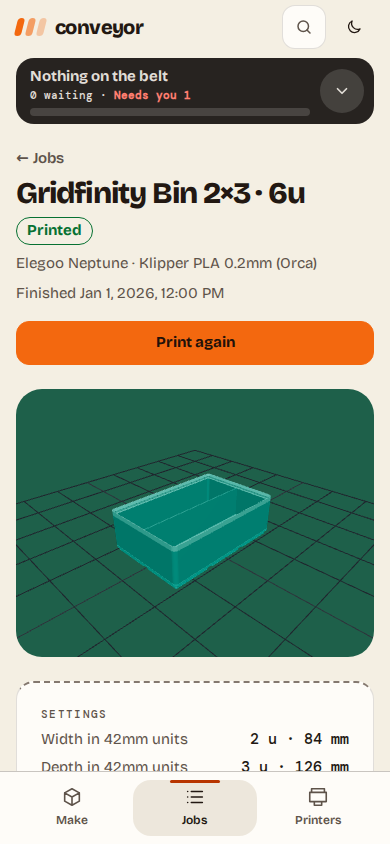 conveyor
Nothing on the belt
0 waiting · Needs you 1
← Jobs
Gridfinity Bin 2×3 · 6u
Printed
Elegoo Neptune · Klipper PLA 0.2mm (Orca)
Finished Jan 1, 2026, 12:00 PM
Print again
SETTINGS
Width in 42mm units 2 u · 84 mm
Depth in 42mm units 3 u · 126 mm
Make Jobs Printers